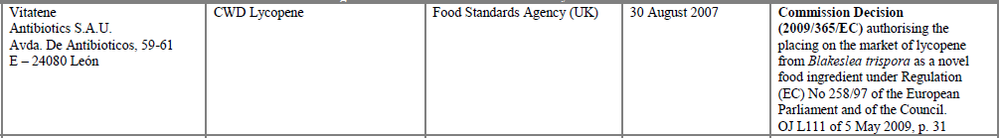 Vitatene
Antibiotics S.A.U.
Avda. De Antibioticos, 59-61
E – 24080 León
CWD Lycopene
Food Standards Agency (UK)
30 August 2007
Commission Decision
(2009/365/EC) authorising the
placing on the market of lycopene
from Blakeslea trispora as a novel
food ingredient under Regulation
(EC) No 258/97 of the European
Parliament and of the Council.
OJ L111 of 5 May 2009, p. 31